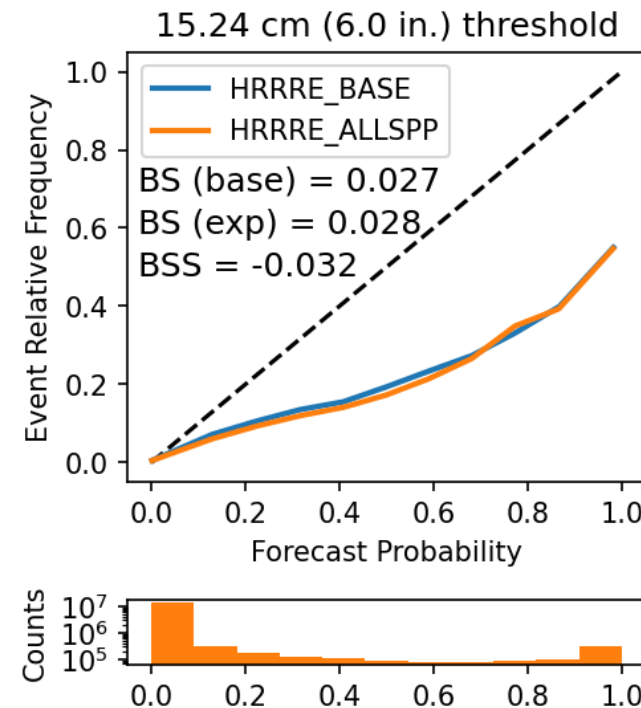 15.24 cm (6.0 in.) threshold
HRRRE_BASE
HRRRE_ALLSPP
BS (base) = 0.027
BS (exp) = 0.028
BSS = -0.032
Event Relative Frequency
1.0
0.8
0.6
0.4
0.2
0.0
0.0 0.2 0.4 0.6 0.8 1.0
Forecast Probability
Counts
10⁷
10⁶
10⁵
0.0 0.2 0.4 0.6 0.8 1.0